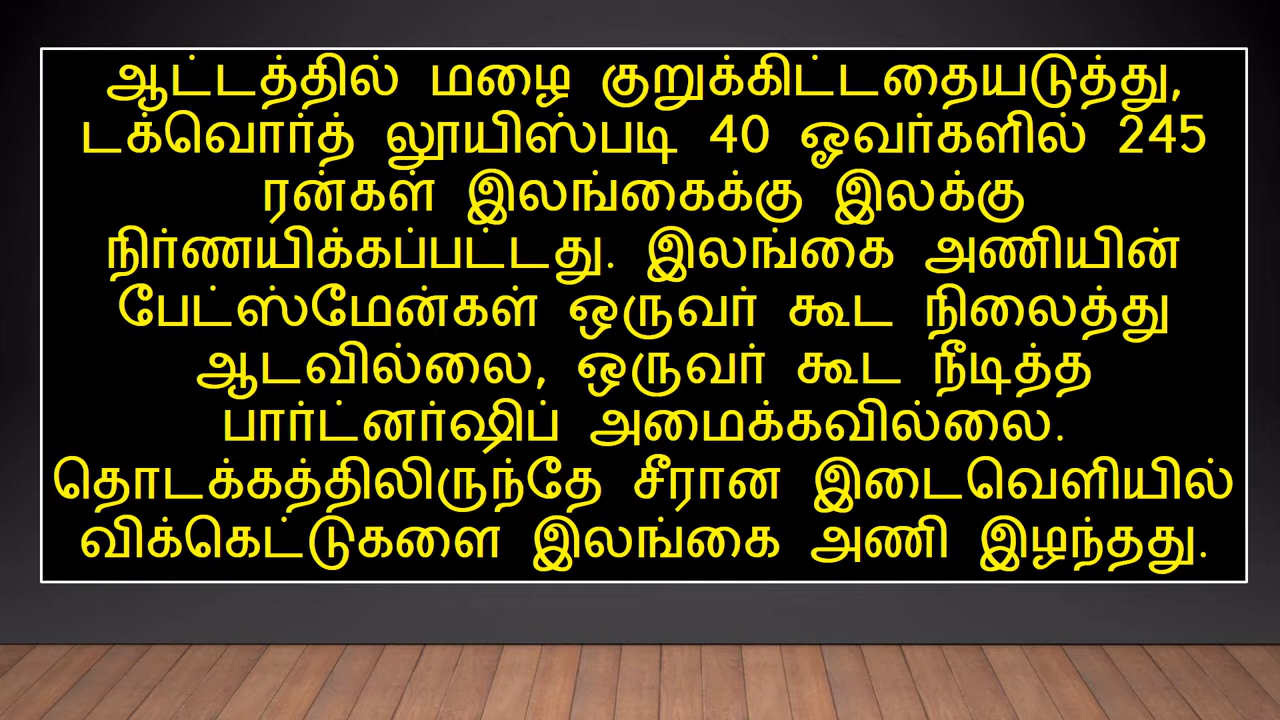 ஆட்டத்தில் மழை குறுக்கிட்டதையடுத்து,
டக்வொர்த் லூயிஸ்படி 40 ஓவர்களில் 245
ரன்கள் இலங்கைக்கு இலக்கு
நிர்ணயிக்கப்பட்டது. இலங்கை அணியின்
பேட்ஸ்மேன்கள் ஒருவர் கூட நிலைத்து
ஆடவில்லை, ஒருவர் கூட நீடித்த
பார்ட்னர்ஷிப் அமைக்கவில்லை.
தொடக்கத்திலிருந்தே சீரான இடைவெளியில்
விக்கெட்டுகளை இலங்கை அணி இழந்தது.